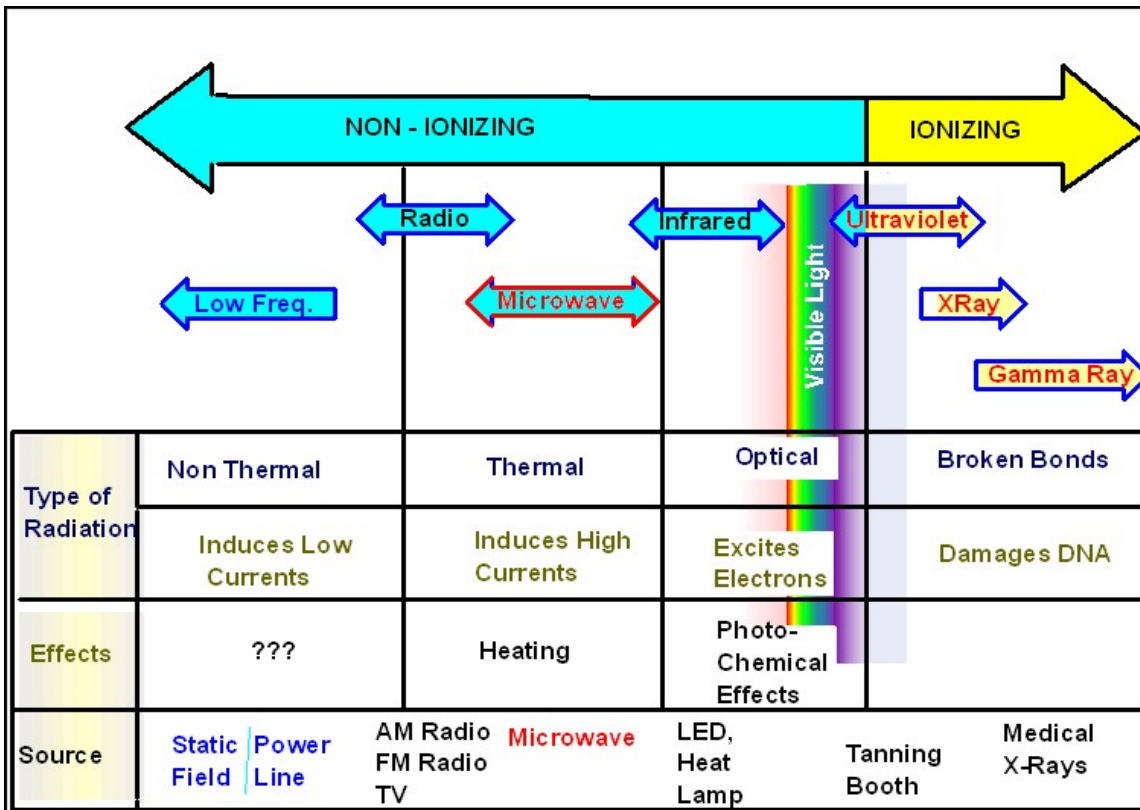 NON - IONIZING
IONIZING
Radio
Infrared
Ultraviolet
Low Freq.
Microwave
Visible Light
XRay
Gamma Ray
Type of
Radiation
Non Thermal
Thermal
Optical
Broken Bonds
Induces Low
Currents
Induces High
Currents
Excites
Electrons
Damages DNA
Effects
???
Heating
Photo-
Chemical
Effects
Source
Static
Field
Power
Line
AM Radio
FM Radio
TV
Microwave
LED,
Heat
Lamp
Tanning
Booth
Medical
X-Rays